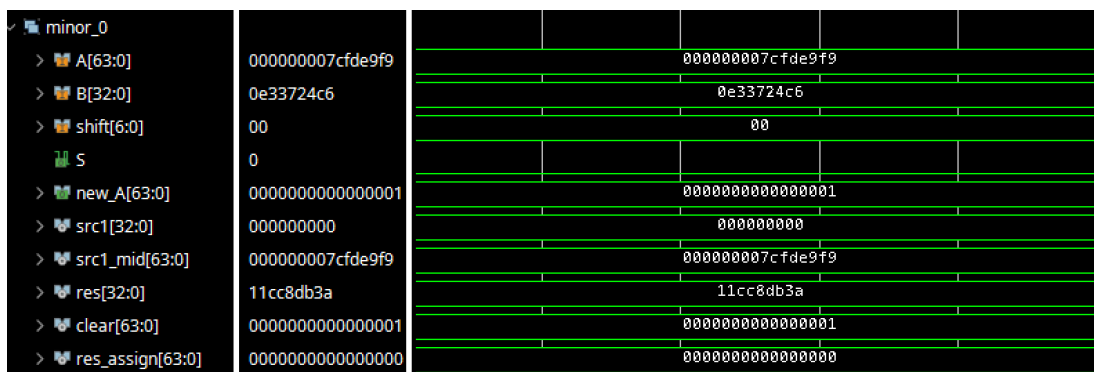 minor_0
A[63:0] 000000007cfde9f9 000000007cfde9f9
B[32:0] 0e33724c6 0e33724c6
shift[6:0] 00 00
S 0
new_A[63:0] 0000000000000001 0000000000000001
src1[32:0] 000000000 000000000
src1_mid[63:0] 000000007cfde9f9 000000007cfde9f9
res[32:0] 11cc8db3a 11cc8db3a
clear[63:0] 0000000000000001 0000000000000001
res_assign[63:0] 0000000000000000 0000000000000000